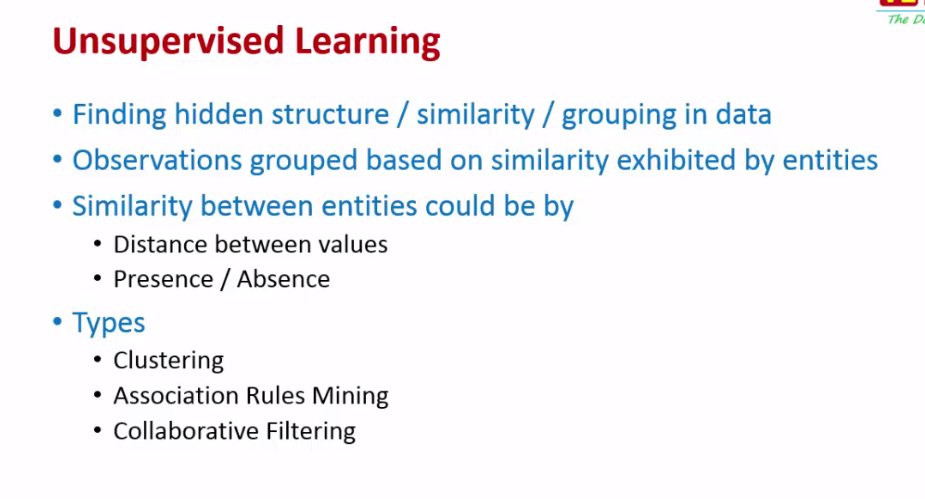 The D
Unsupervised Learning
• Finding hidden structure / similarity / grouping in data
• Observations grouped based on similarity exhibited by entities
• Similarity between entities could be by
• Distance between values
• Presence / Absence
• Types
• Clustering
• Association Rules Mining
• Collaborative Filtering